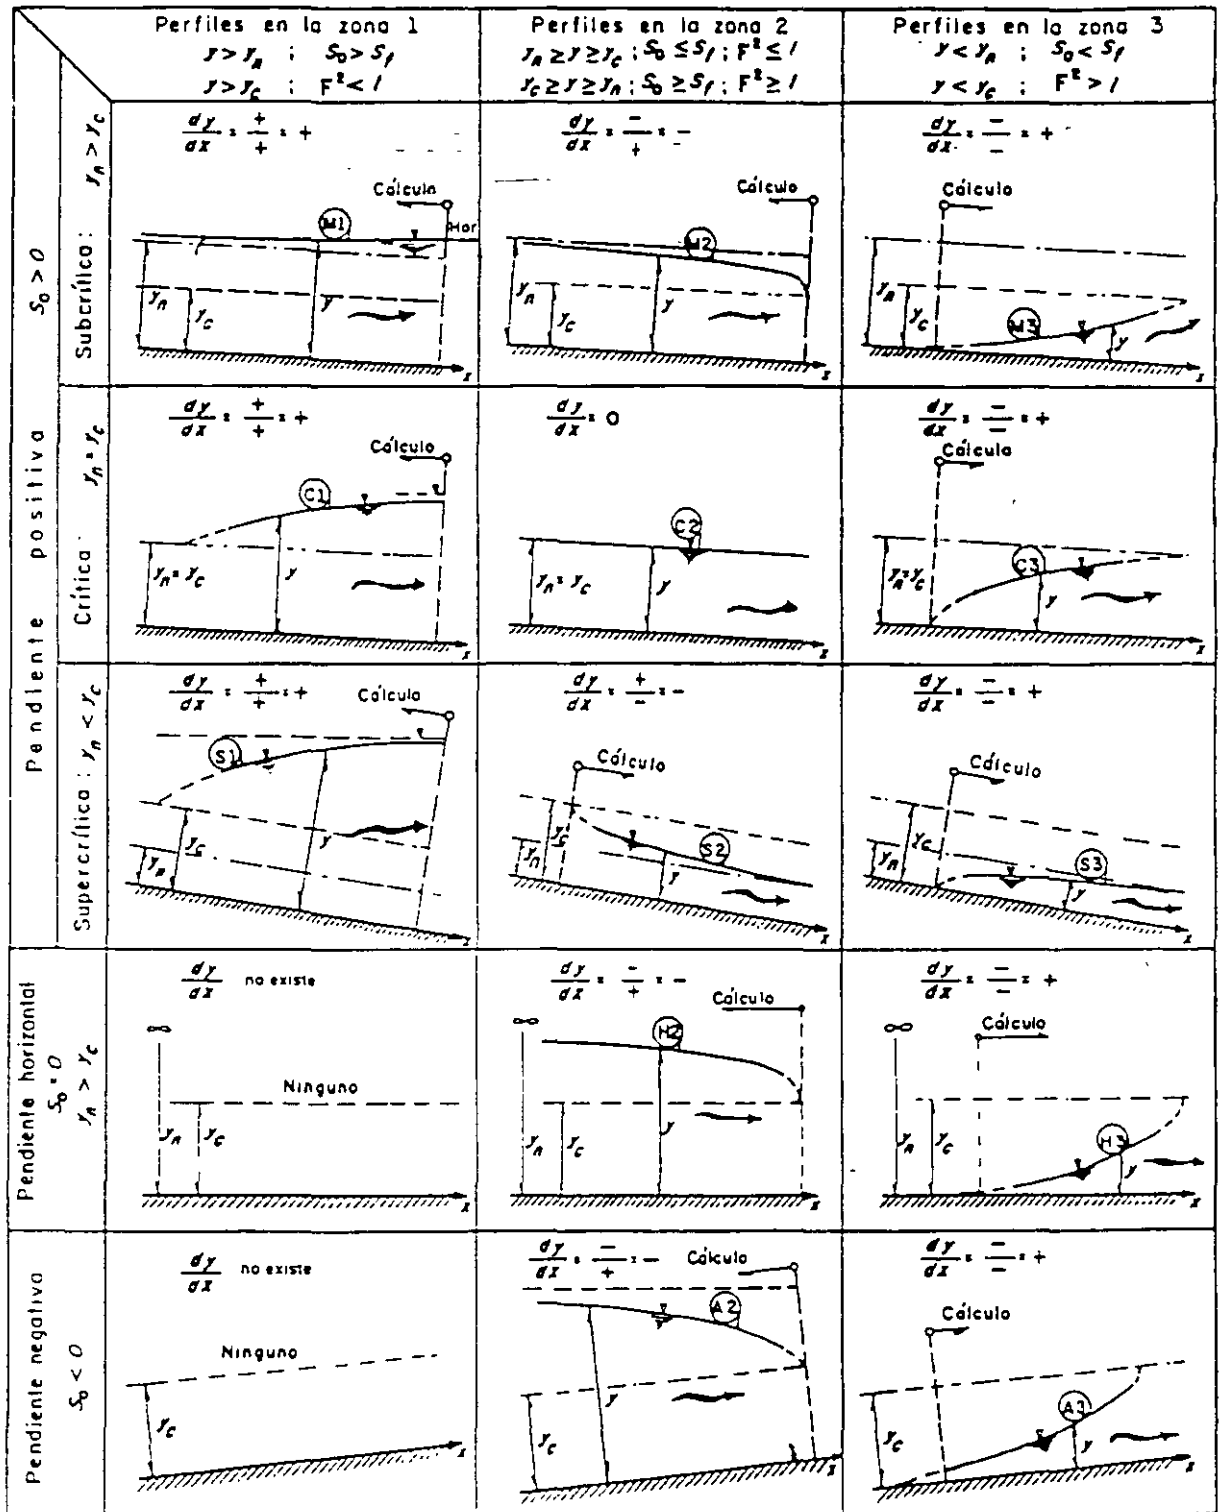 Perfiles en la zona 1
y > yn ; S0 > Sf
y > yc ; F² < 1
Perfiles en la zona 2
yn ≥ y ≥ yc ; S0 ≤ Sf ; F² ≤ 1
yc ≥ y ≥ yn ; S0 ≥ Sf ; F² ≥ 1
Perfiles en la zona 3
y < yn ; S0 < Sf
y < yc ; F² > 1
Pendiente positiva S0 > 0
Subcrítica : yn > yc
dy/dx = +/+ = +
Cálculo
M1
Hor
yn
yc
y
x
dy/dx = -/+ = -
Cálculo
M2
yn
yc
y
x
dy/dx = -/- = +
Cálculo
yn
yc
M3
y
x
Crítica yn = yc
dy/dx = +/+ = +
Cálculo
C1
yn = yc
y
x
dy/dx = 0
C2
yn = yc
y
x
dy/dx = -/- = +
Cálculo
C3
yn = yc
y
x
Supercrítica : yn < yc
dy/dx = +/+ = +
Cálculo
S1
yc
y
yn
x
dy/dx = +/- = -
Cálculo
yc
yn
S2
y
x
dy/dx = -/- = +
Cálculo
yc
yn
S3
y
x
Pendiente horizontal
S0 = 0
yn > yc
dy/dx no existe
∞
Ninguno
yn
yc
x
dy/dx = -/+ = -
Cálculo
∞
H2
yn
yc
y
x
dy/dx = -/- = +
∞
Cálculo
yn
yc
H3
y
x
Pendiente negativa
S0 < 0
dy/dx no existe
Ninguno
yc
x
dy/dx = -/+ = - Cálculo
A2
yc
y
x
dy/dx = -/- = +
Cálculo
A3
yc
y
x